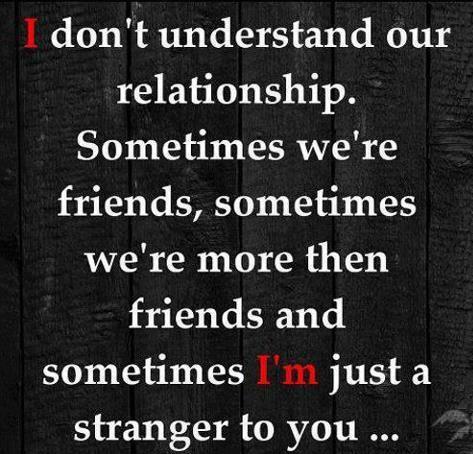 I don't understand our
relationship.
Sometimes we're
friends, sometimes
we're more then
friends and
sometimes I'm just a
stranger to you ...